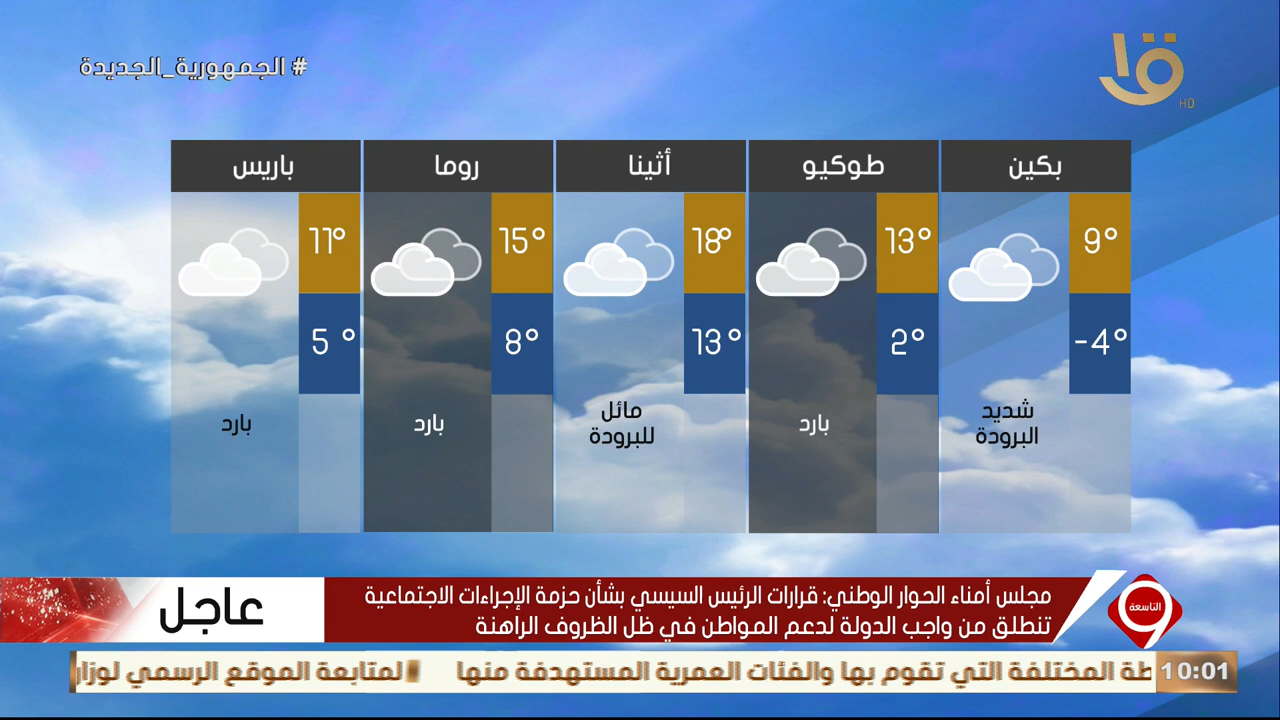 # الجمهورية_الجديدة
HD
بكين
9°
-4°
شديد
البرودة
طوكيو
13°
2°
بارد
أثينا
18°
13°
مائل
للبرودة
روما
15°
8°
بارد
باريس
11°
5°
بارد
عاجل
مجلس أمناء الحوار الوطني: قرارات الرئيس السيسي بشأن حزمة الإجراءات الاجتماعية
تنطلق من واجب الدولة لدعم المواطن في ظل الظروف الراهنة
التاسعة
9
10:01
طة المختلفة التي تقوم بها والفئات العمرية المستهدفة منها لمتابعة الموقع الرسمي لوزار